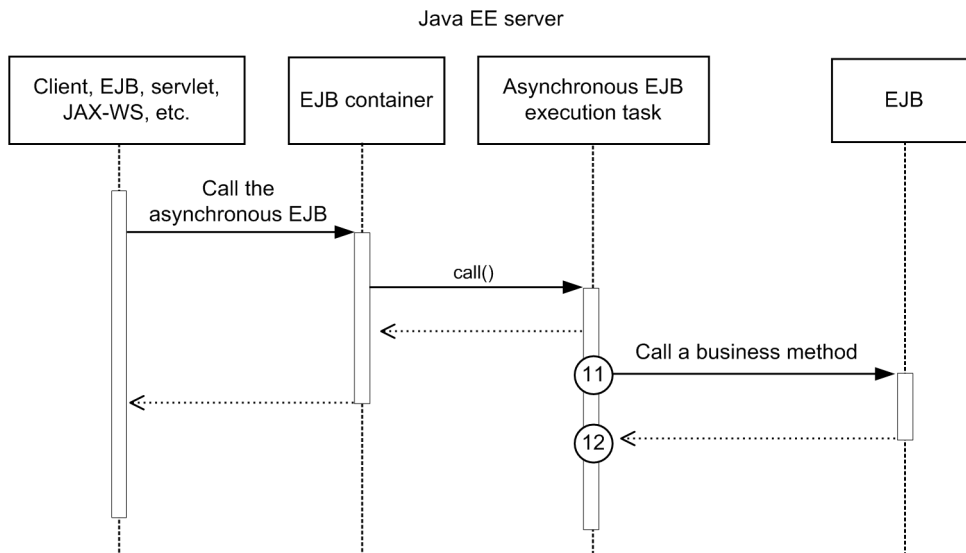 Java EE server
Client, EJB, servlet,
JAX-WS, etc.
EJB container
Asynchronous EJB
execution task
EJB
Call the
asynchronous EJB
call()
Call a business method
11
12